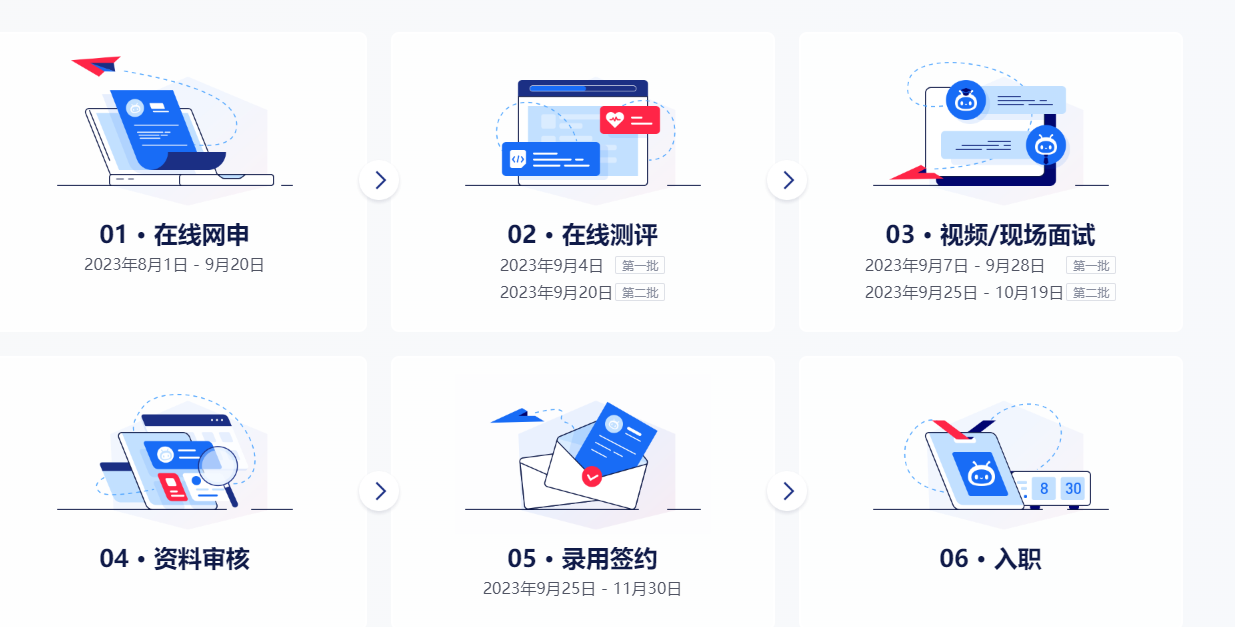 01 · 在线网申
2023年8月1日 - 9月20日
02 · 在线测评
2023年9月4日 第一批
2023年9月20日 第二批
03 · 视频/现场面试
2023年9月7日 - 9月28日 第一批
2023年9月25日 - 10月19日 第二批
04 · 资料审核
05 · 录用签约
2023年9月25日 - 11月30日
8 30
06 · 入职